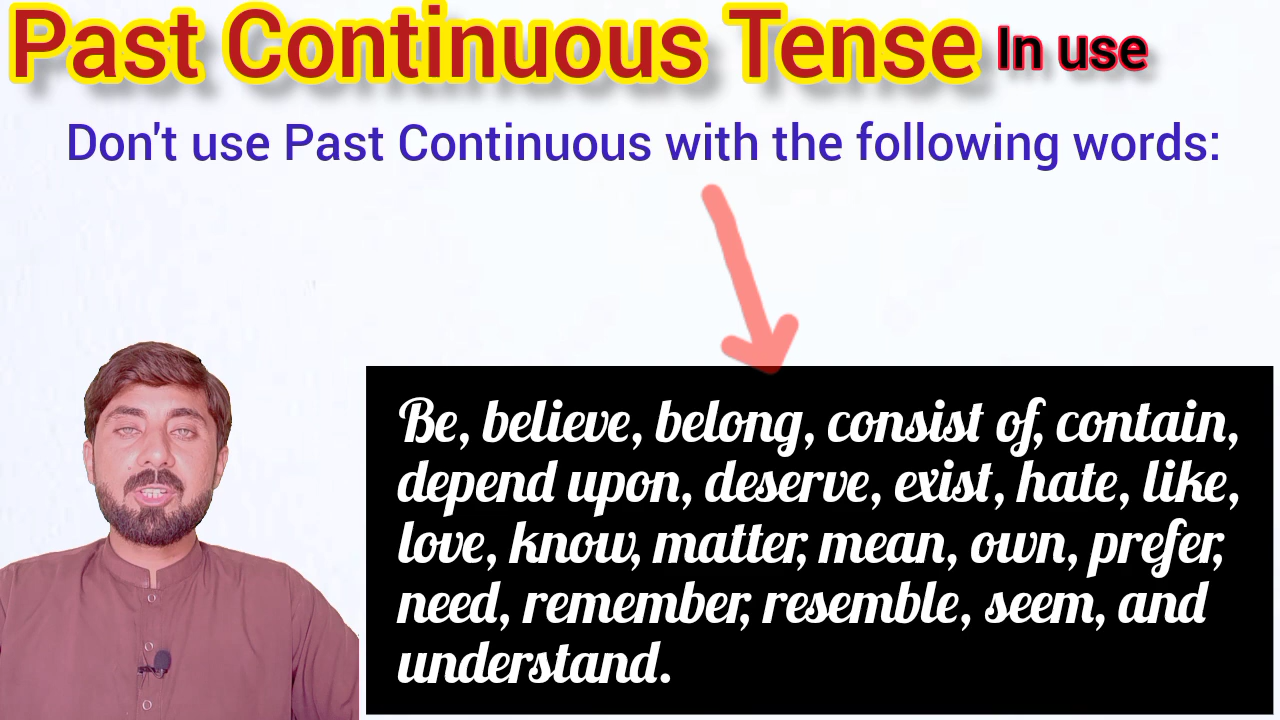 Past Continuous Tense In use
Don't use Past Continuous with the following words:
Be, believe, belong, consist of, contain,
depend upon, deserve, exist, hate, like,
love, know, matter, mean, own, prefer,
need, remember, resemble, seem, and
understand.